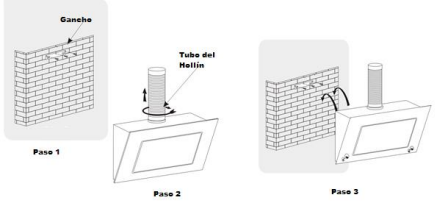 Gancho
Tubo del
Hollín
Paso 1
Paso 2
Paso 3